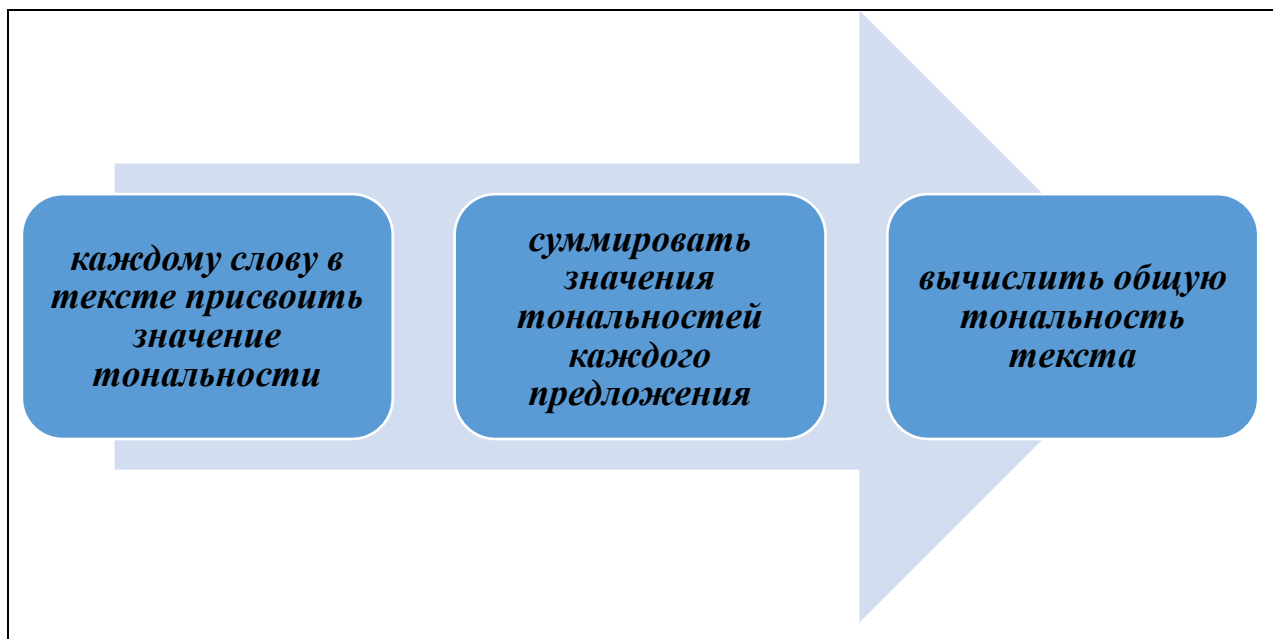 каждому слову в
тексте присвоить
значение
тональности
суммировать
значения
тональностей
каждого
предложения
вычислить общую
тональность
текста